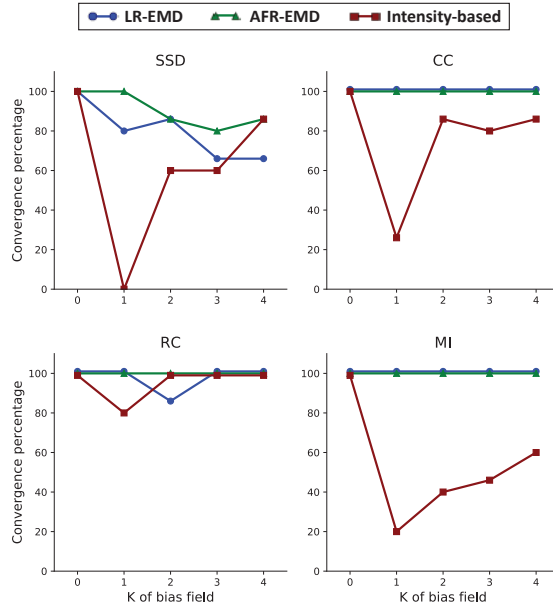 LR-EMD AFR-EMD Intensity-based
SSD CC
Convergence percentage
100 100
80 80
60 60
40 40
20 20
0 0
0 1 2 3 4 0 1 2 3 4
RC MI
Convergence percentage
100 100
80 80
60 60
40 40
20 20
0 0
0 1 2 3 4 0 1 2 3 4
K of bias field K of bias field